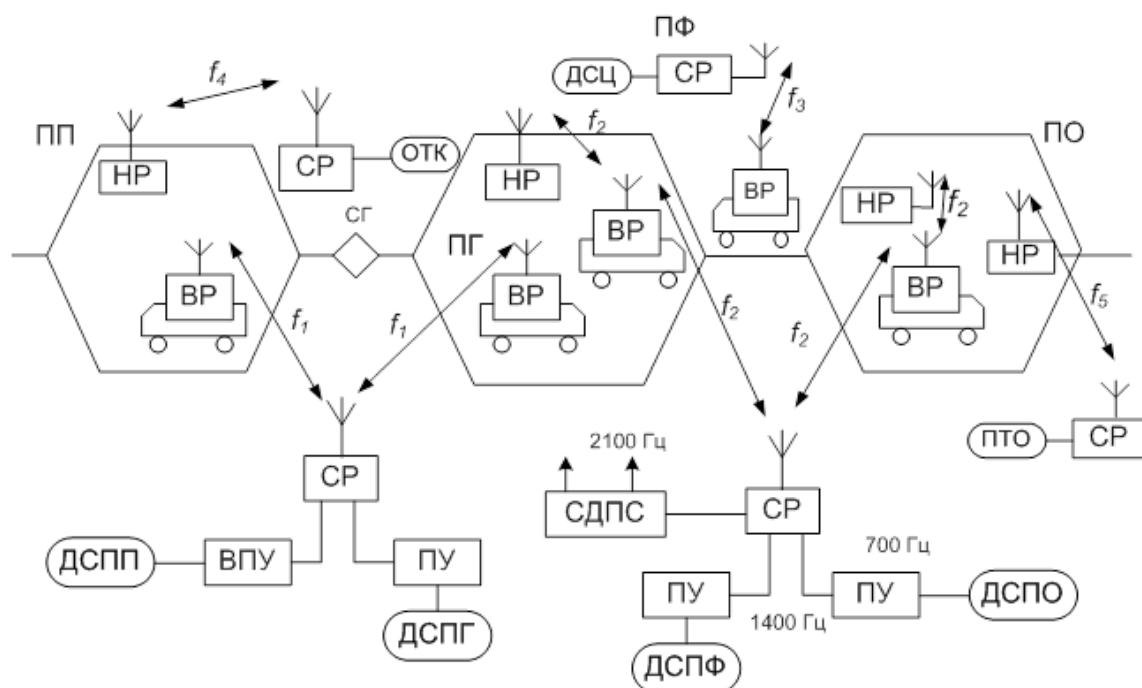 ПФ
ДСЦ
СР
f₄
f₃
f₂
ПП
НР
СР
ОТК
НР
ВР
ПО
НР
f₂
СГ
ПГ
ВР
НР
ВР
ВР
ВР
f₁
f₁
f₂
f₂
f₅
2100 Гц
ПТО
СР
СР
СДПС
СР
700 Гц
ДСПП
ВПУ
ПУ
ПУ
ПУ
ДСПО
1400 Гц
ДСПГ
ДСПФ